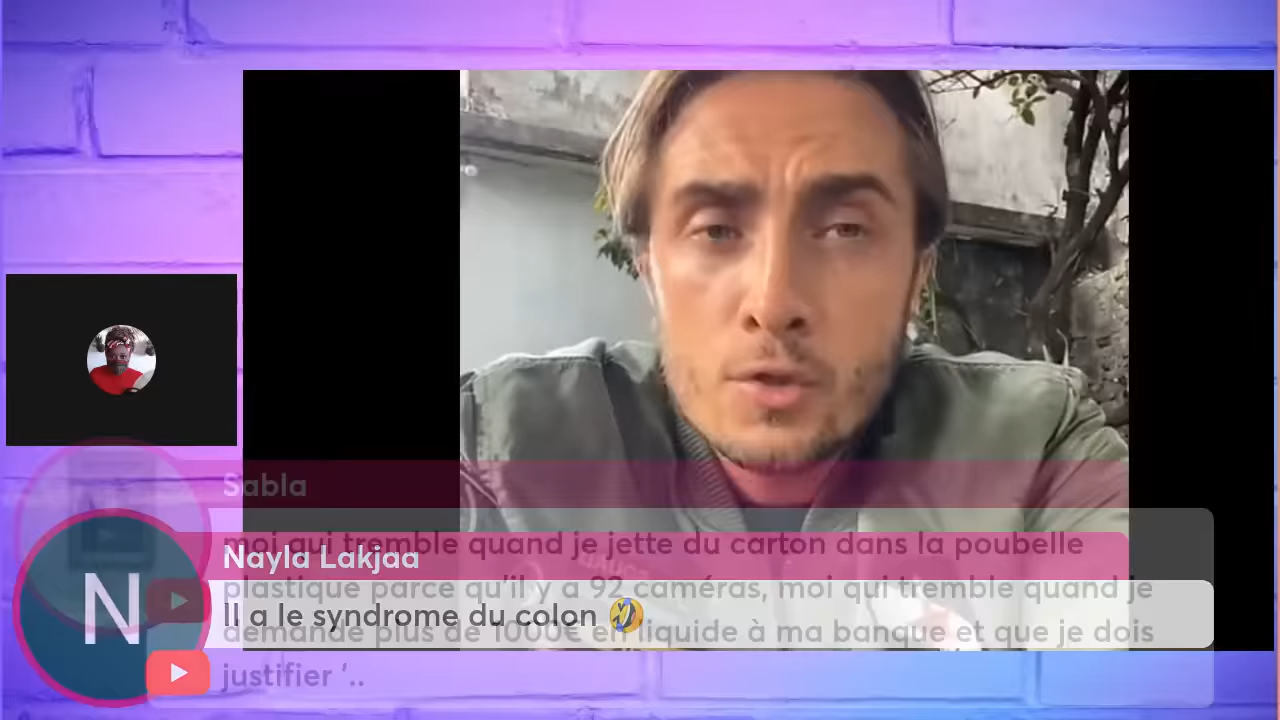 Sabla
moi qui tremble quand je jette du carton dans la poubelle
plastique parce qu'il y a 92 caméras, moi qui tremble quand je
demande plus de 1000€ en liquide à ma banque et que je dois
justifier '..
N
Nayla Lakjaa
Il a le syndrome du colon 🤣